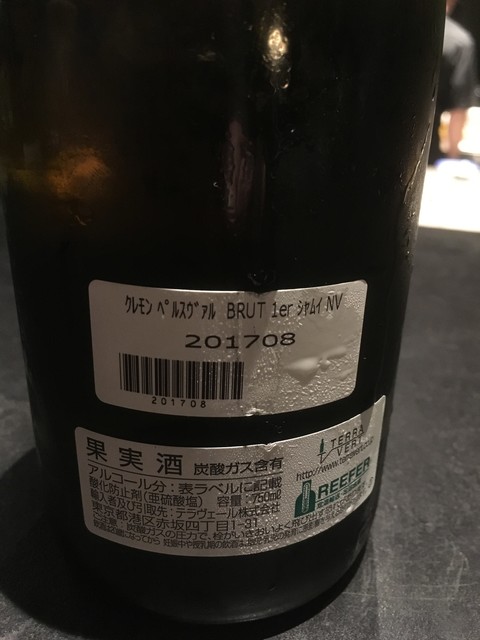 クレモン ペルスヴァル BRUT 1er シャムイ NV
201708
201708
果実酒 炭酸ガス含有
TERRA VERT
アルコール分：表ラベルに記載
酸化防止剤(亜硫酸塩) 容量：750㎖
輸入者及び引取先：テラヴェール株式会社
東京都港区赤坂四丁目1-31
REEFER